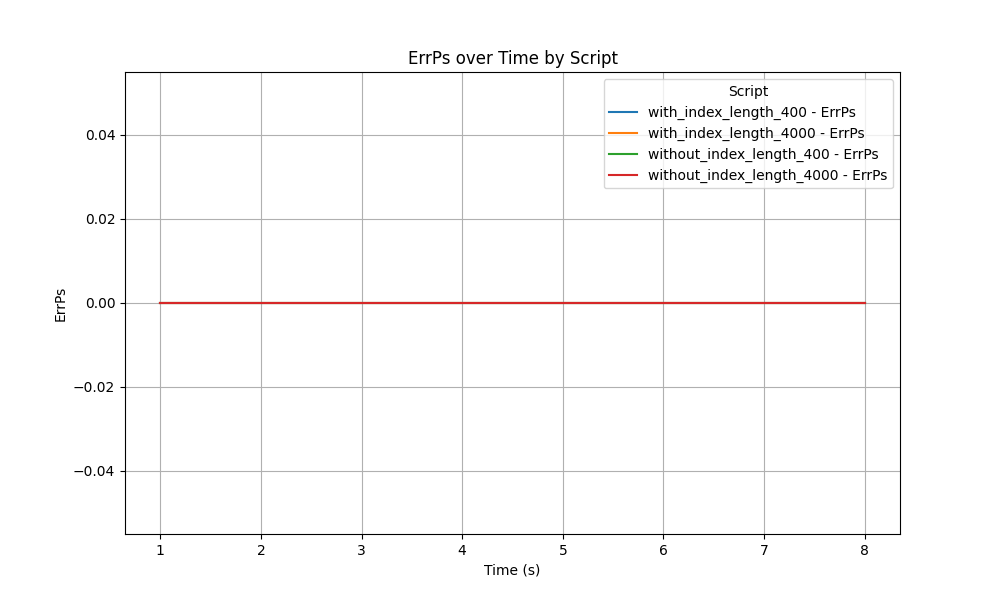 ErrPs over Time by Script
Script
with_index_length_400 - ErrPs
with_index_length_4000 - ErrPs
without_index_length_400 - ErrPs
without_index_length_4000 - ErrPs
ErrPs
0.04
0.02
0.00
−0.02
−0.04
1 2 3 4 5 6 7 8
Time (s)